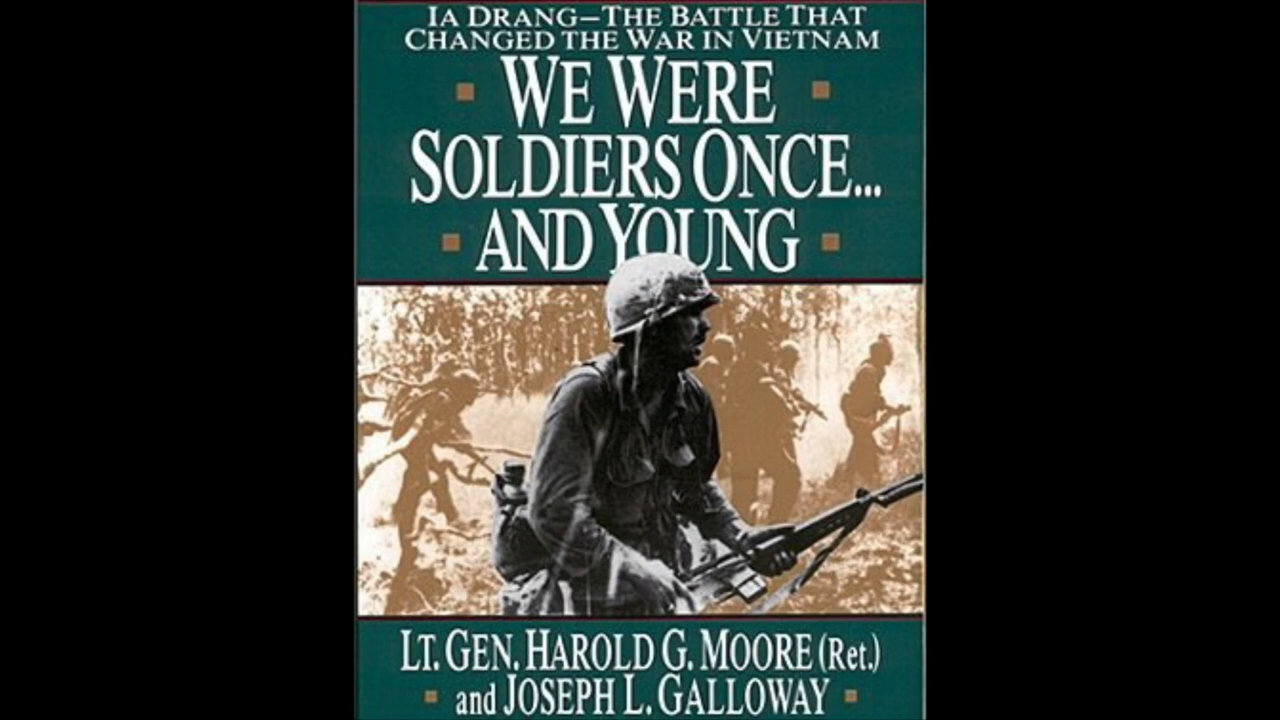 IA DRANG–THE BATTLE THAT
CHANGED THE WAR IN VIETNAM
WE WERE
SOLDIERS ONCE...
AND YOUNG
LT. GEN. HAROLD G. MOORE (Ret.)
and JOSEPH L. GALLOWAY